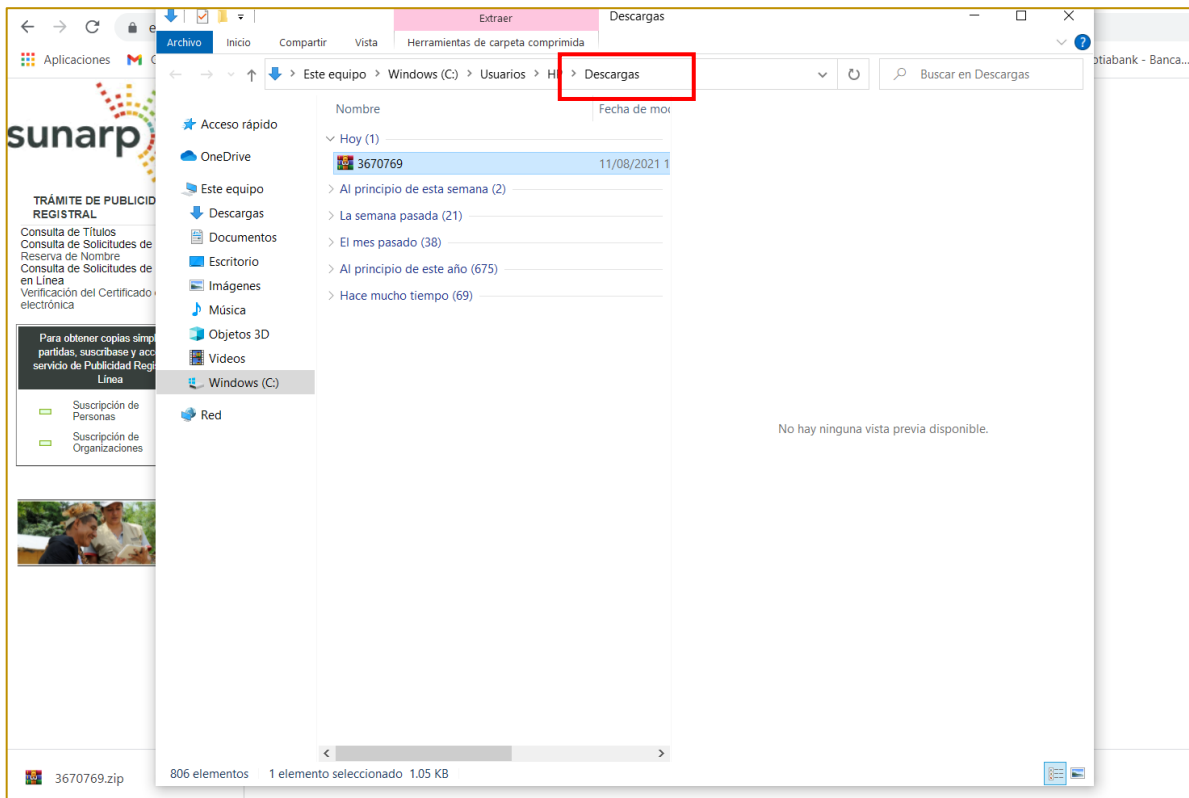 Extraer
Descargas
Archivo
Inicio
Compartir
Vista
Herramientas de carpeta comprimida
Aplicaciones
otiabank - Banca...
Este equipo > Windows (C:) > Usuarios > HP > Descargas
Buscar en Descargas
sunarp
TRÁMITE DE PUBLICID
REGISTRAL
Consulta de Títulos
Consulta de Solicitudes de
Reserva de Nombre
Consulta de Solicitudes de
en Línea
Verificación del Certificado
electrónica
Para obtener copias simpl
partidas, suscribase y acc
servicio de Publicidad Regi
Línea
Suscripción de
Personas
Suscripción de
Organizaciones
Acceso rápido
OneDrive
Este equipo
Descargas
Documentos
Escritorio
Imágenes
Música
Objetos 3D
Videos
Windows (C:)
Red
Nombre
Fecha de mod
Hoy (1)
3670769
11/08/2021 1
Al principio de esta semana (2)
La semana pasada (21)
El mes pasado (38)
Al principio de este año (675)
Hace mucho tiempo (69)
No hay ninguna vista previa disponible.
806 elementos
1 elemento seleccionado 1.05 KB
3670769.zip